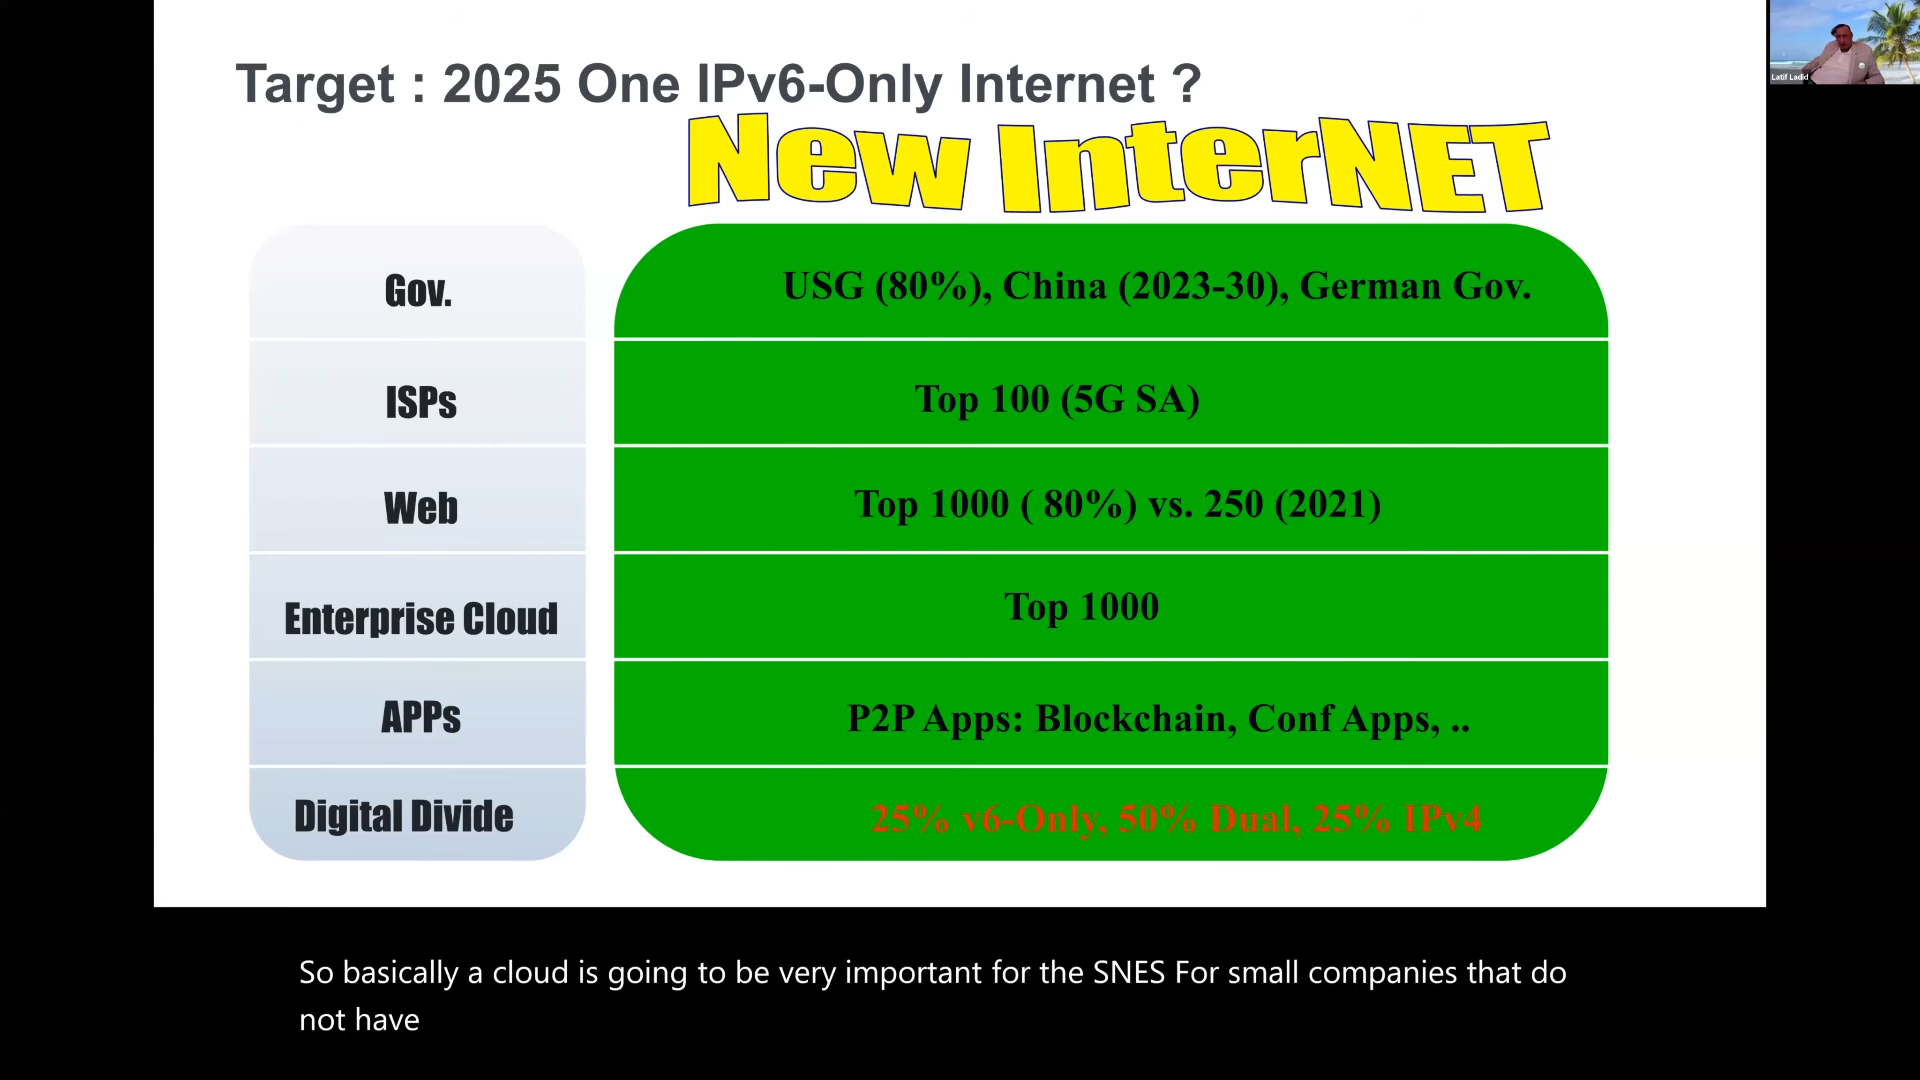 Target : 2025 One IPv6-Only Internet ?
Latif Ladid
New InterNET
Gov.
USG (80%), China (2023-30), German Gov.
ISPs
Top 100 (5G SA)
Web
Top 1000 ( 80%) vs. 250 (2021)
Enterprise Cloud
Top 1000
APPs
P2P Apps: Blockchain, Conf Apps, ..
Digital Divide
25% v6-Only, 50% Dual, 25% IPv4
So basically a cloud is going to be very important for the SNES For small companies that do
not have